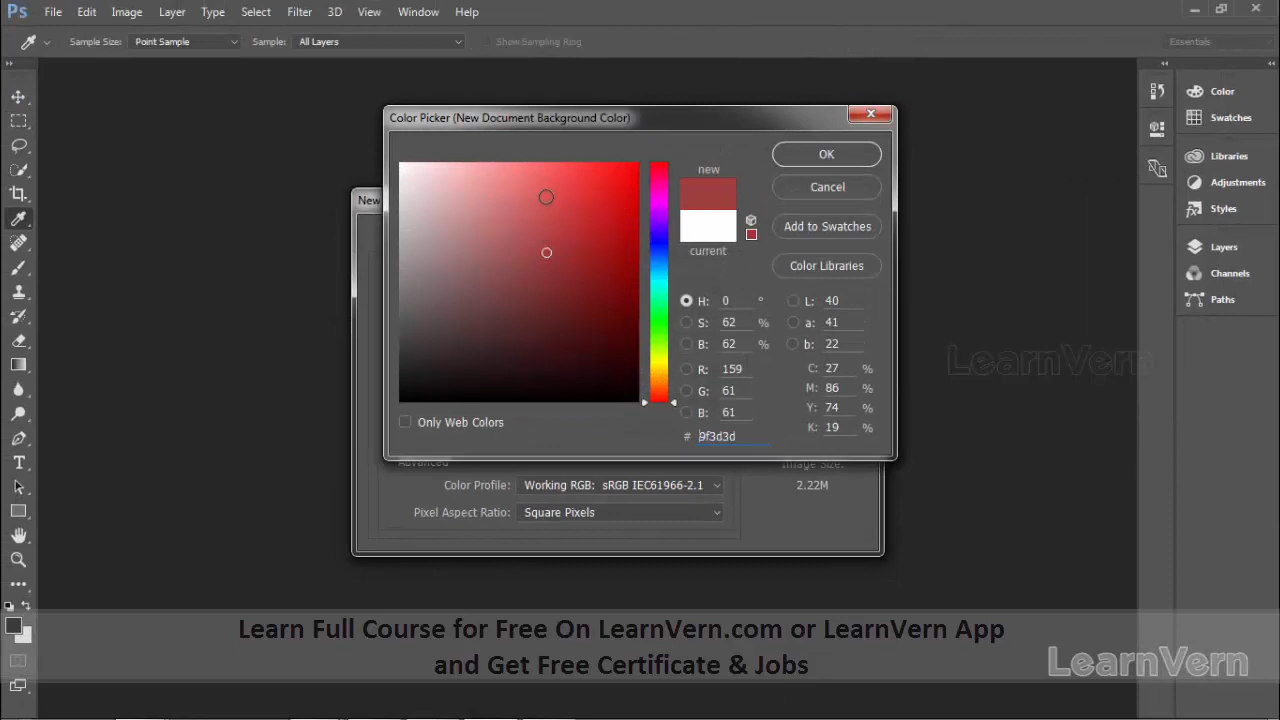 Ps File Edit Image Layer Type Select Filter 3D View Window Help
Sample Size: Point Sample Sample: All Layers Show Sampling Ring Essentials
Color Picker (New Document Background Color)
New
new
current
OK
Cancel
Add to Swatches
Color Libraries
H: 0 °
S: 62 %
B: 62 %
R: 159
G: 61
B: 61
# 9f3d3d
L: 40
a: 41
b: 22
C: 27 %
M: 86 %
Y: 74 %
K: 19 %
Only Web Colors
Advanced
Color Profile: Working RGB: sRGB IEC61966-2.1
Pixel Aspect Ratio: Square Pixels
Image Size:
2.22M
Color
Swatches
Libraries
Adjustments
Styles
Layers
Channels
Paths
LearnVern
Learn Full Course for Free On LearnVern.com or LearnVern App
and Get Free Certificate & Jobs
LearnVern